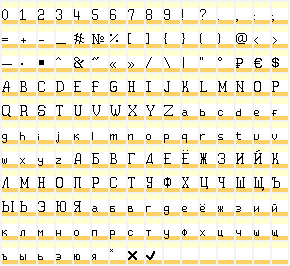 0 1 2 3 4 5 6 7 8 9 ! ? . , : ;
= + - _ # № % [ ] { } ( ) @ < >
— · ▪ ^ & ~ « » / \ | " ' ₽ € $
A B C D E F G H I J K L M N O P
Q R S T U V W X Y Z a b c d e f
g h i j k l m n o p q r s t u v
w x y z А Б В Г Д Е Ё Ж З И Й К
Л М Н О П Р С Т У Ф Х Ц Ч Ш Щ Ъ
Ы Ь Э Ю Я а б в г д е ё ж з и й
к л м н о п р с т у ф х ц ч ш щ
ъ ы ь э ю я ˟ ✖ ✔